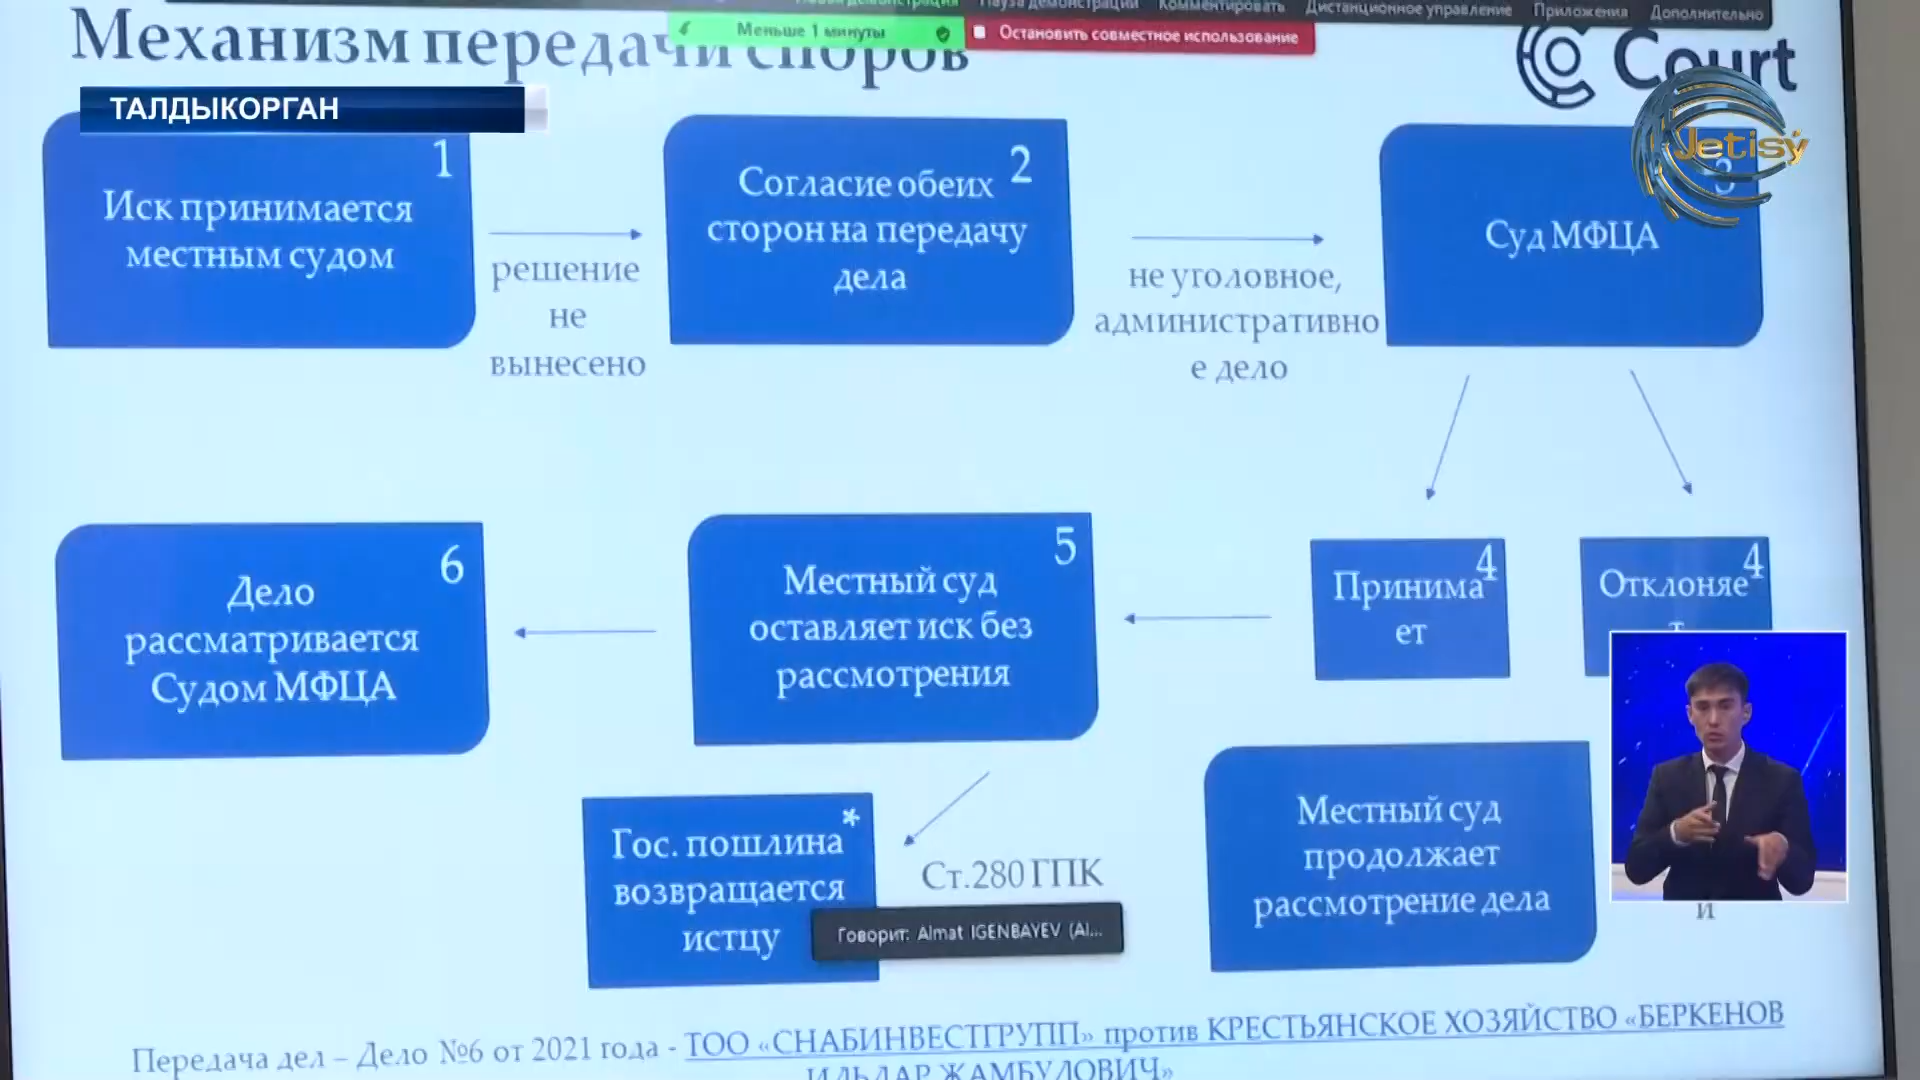 Пауза демонстрации Комментировать Дистанционное управление Приложения Дополнительно
Меньше 1 минуты
Остановить совместное использование
Механизм передачи споров
Court
Jetisý
ТАЛДЫКОРГАН
1
Иск принимается
местным судом
решение
не
вынесено
2
Согласие обеих
сторон на передачу
дела
не уголовное,
административно
е дело
3
Суд МФЦА
4
Принима
ет
4
Отклоняе
т
5
Местный суд
оставляет иск без
рассмотрения
6
Дело
рассматривается
Судом МФЦА
Местный суд
продолжает
рассмотрение дела
и
*
Гос. пошлина
возвращается
истцу
Ст.280 ГПК
Говорит: Almat IGENBAYEV (Al...
Передача дел – Дело №6 от 2021 года - ТОО «СНАБИНВЕСТГРУПП» против КРЕСТЬЯНСКОЕ ХОЗЯЙСТВО «БЕРКЕНОВ
ИЛЬДАР ЖАМБУЛОВИЧ»